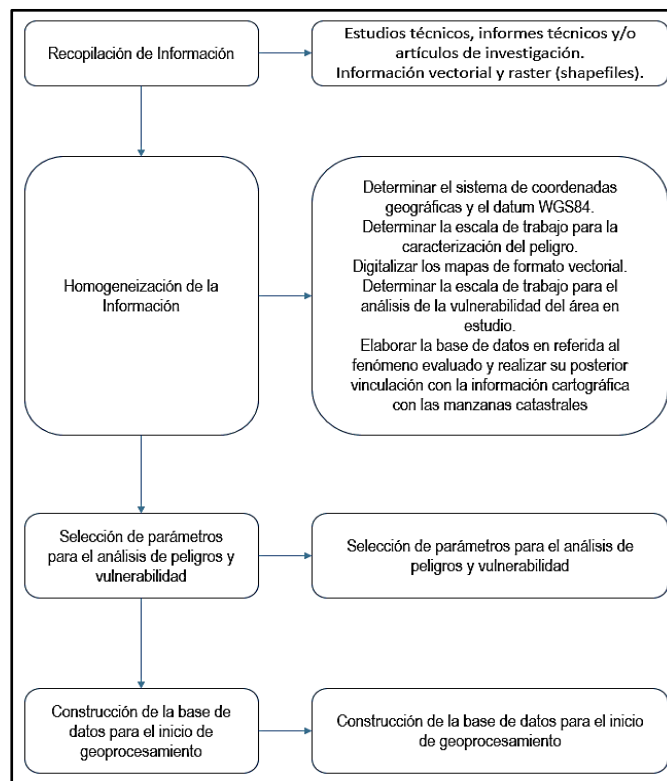 Recopilación de Información
Estudios técnicos, informes técnicos y/o
artículos de investigación.
Información vectorial y raster (shapefiles).
Homogeneización de la
Información
Determinar el sistema de coordenadas
geográficas y el datum WGS84.
Determinar la escala de trabajo para la
caracterización del peligro.
Digitalizar los mapas de formato vectorial.
Determinar la escala de trabajo para el
análisis de la vulnerabilidad del área en
estudio.
Elaborar la base de datos en referida al
fenómeno evaluado y realizar su posterior
vinculación con la información cartográfica
con las manzanas catastrales
Selección de parámetros
para el análisis de peligros y
vulnerabilidad
Selección de parámetros para el análisis de
peligros y vulnerabilidad
Construcción de la base de
datos para el inicio de
geoprocesamiento
Construcción de la base de datos para el inicio
de geoprocesamiento